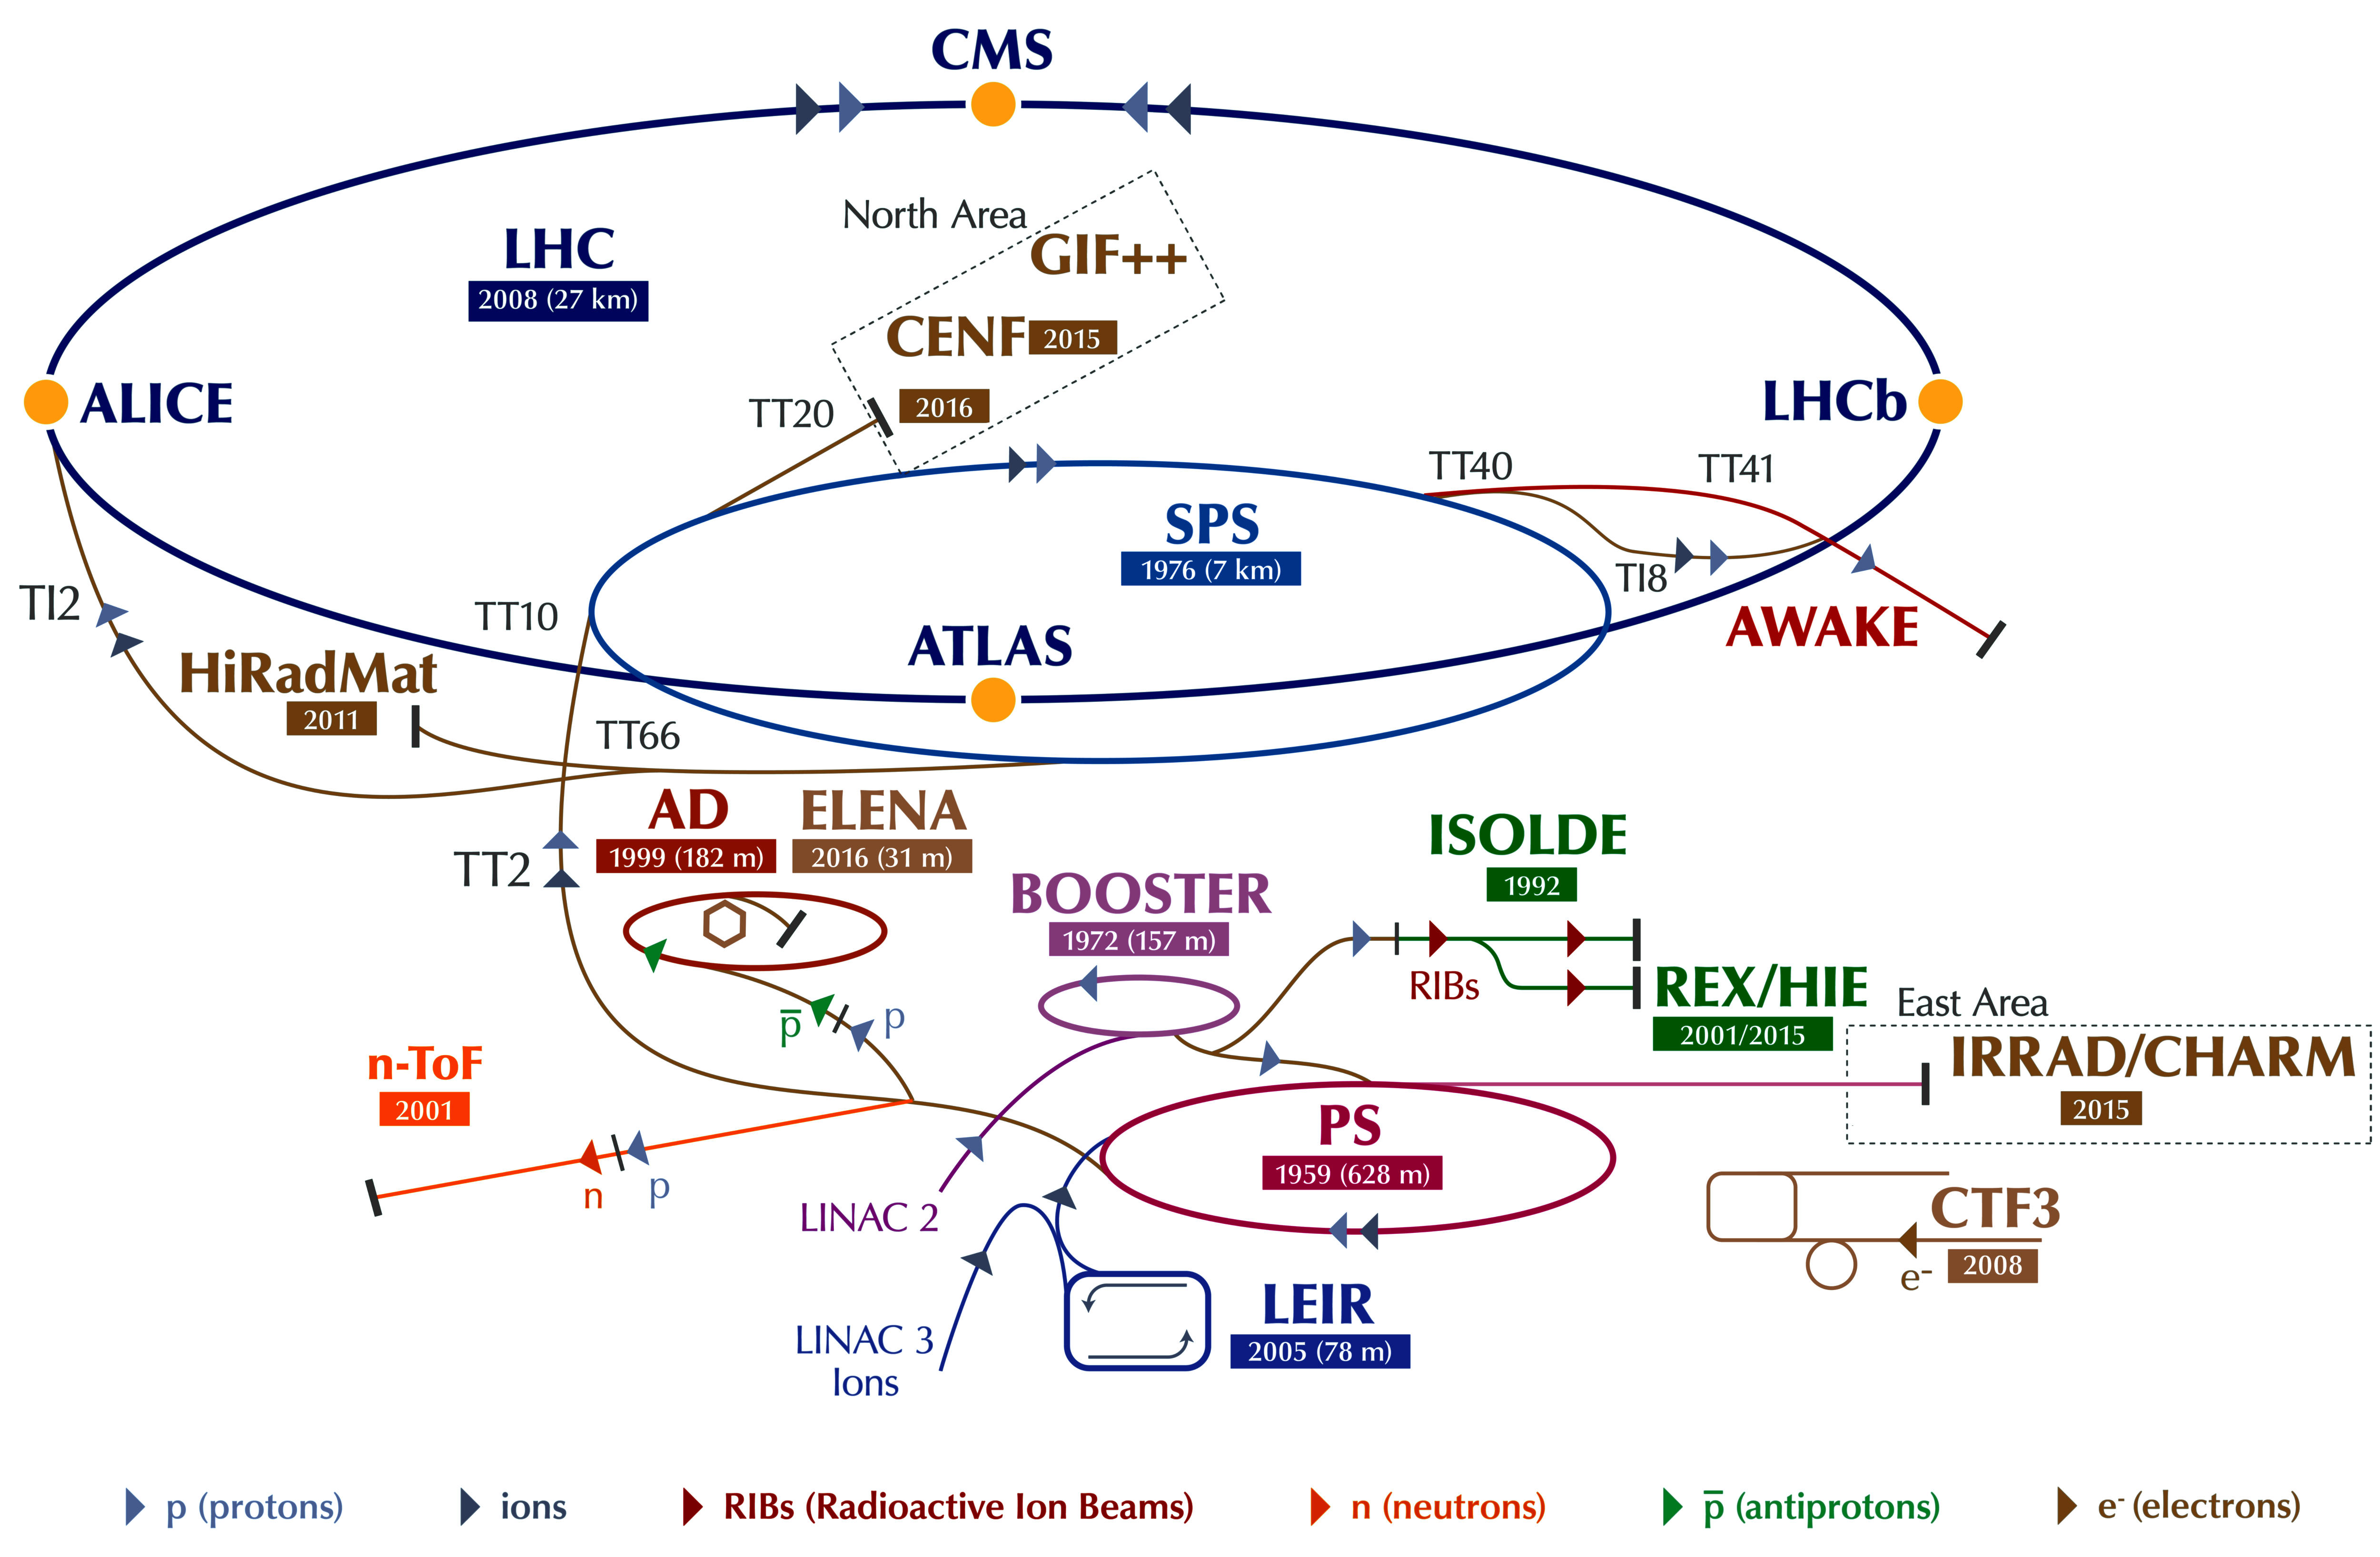 CMS
North Area
GIF++
LHC
2008 (27 km)
CENF 2015
2016
TT20
ALICE
LHCb
TT40
TT41
SPS
1976 (7 km)
TI8
TI2
TT10
AWAKE
ATLAS
HiRadMat
2011
TT66
AD
1999 (182 m)
ELENA
2016 (31 m)
TT2
ISOLDE
1992
BOOSTER
1972 (157 m)
RIBs
REX/HIE
2001/2015
East Area
IRRAD/CHARM
2015
p̅
p
n-ToF
2001
n
p
PS
1959 (628 m)
LINAC 2
CTF3
2008
e-
LEIR
2005 (78 m)
LINAC 3
Ions
p (protons)
ions
RIBs (Radioactive Ion Beams)
n (neutrons)
p̅ (antiprotons)
e- (electrons)